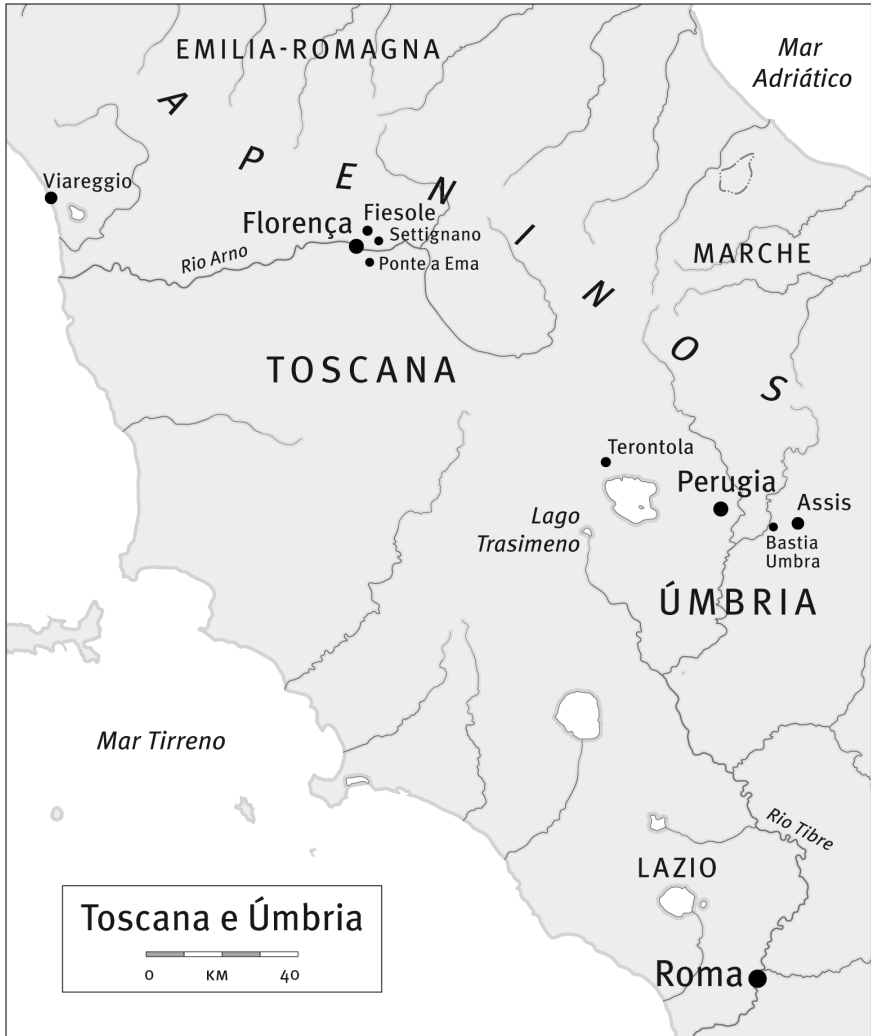 EMILIA-ROMAGNA
Mar
Adriático
APENINOS
Viareggio
Florença
Fiesole
Settignano
Ponte a Ema
Rio Arno
MARCHE
TOSCANA
Terontola
Perugia
Assis
Bastia
Umbra
Lago
Trasimeno
ÚMBRIA
Mar Tirreno
Rio Tibre
LAZIO
Roma
Toscana e Úmbria
0 KM 40